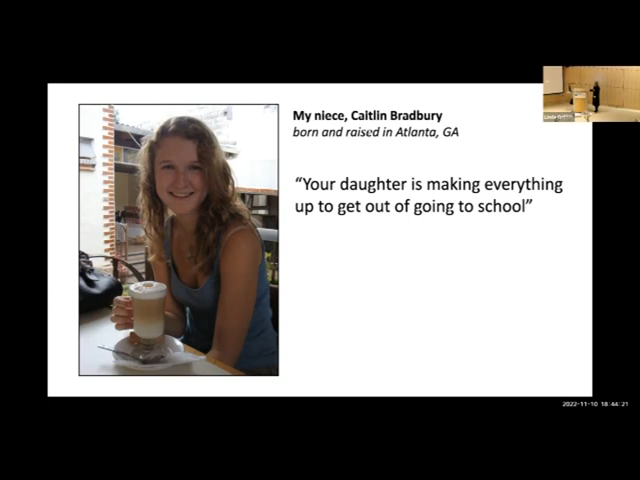 My niece, Caitlin Bradbury
born and raised in Atlanta, GA
“Your daughter is making everything
up to get out of going to school”
2022-11-10 18:44:21